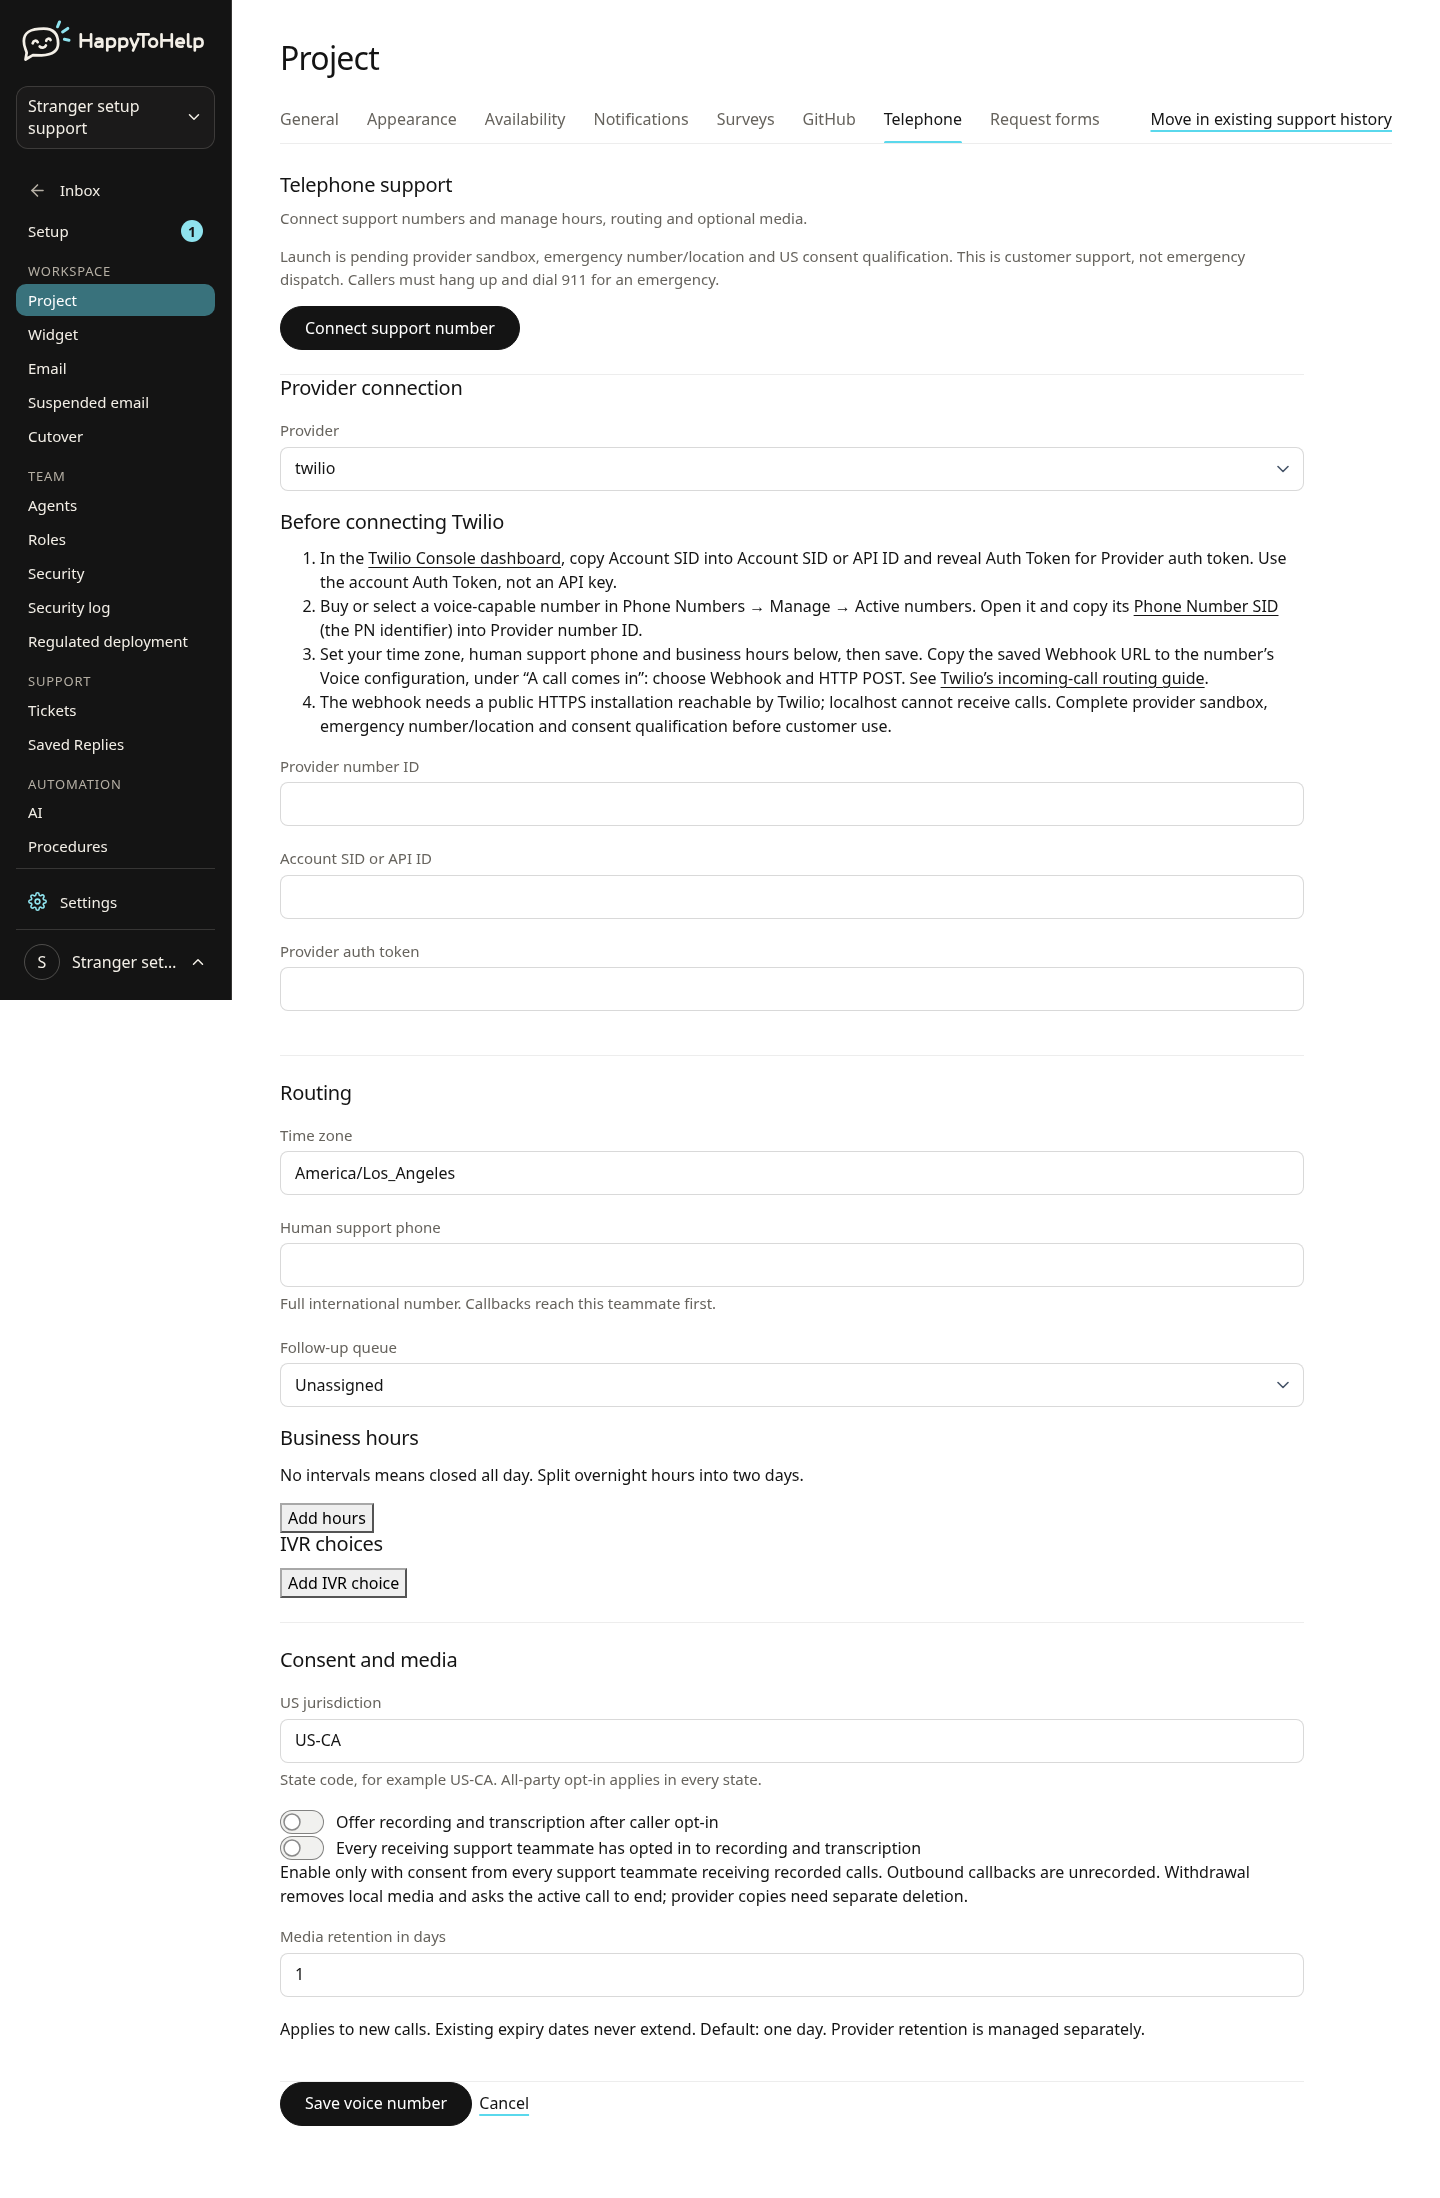 HappyToHelp
Stranger setup
support
Inbox
Setup
1
WORKSPACE
Project
Widget
Email
Suspended email
Cutover
TEAM
Agents
Roles
Security
Security log
Regulated deployment
SUPPORT
Tickets
Saved Replies
AUTOMATION
AI
Procedures
Settings
S
Stranger set...
Project
General
Appearance
Availability
Notifications
Surveys
GitHub
Telephone
Request forms
Move in existing support history
Telephone support
Connect support numbers and manage hours, routing and optional media.
Launch is pending provider sandbox, emergency number/location and US consent qualification. This is customer support, not emergency
dispatch. Callers must hang up and dial 911 for an emergency.
Connect support number
Provider connection
Provider
twilio
Before connecting Twilio
1. In the Twilio Console dashboard, copy Account SID into Account SID or API ID and reveal Auth Token for Provider auth token. Use
the account Auth Token, not an API key.
2. Buy or select a voice-capable number in Phone Numbers → Manage → Active numbers. Open it and copy its Phone Number SID
(the PN identifier) into Provider number ID.
3. Set your time zone, human support phone and business hours below, then save. Copy the saved Webhook URL to the number’s
Voice configuration, under “A call comes in”: choose Webhook and HTTP POST. See Twilio’s incoming-call routing guide.
4. The webhook needs a public HTTPS installation reachable by Twilio; localhost cannot receive calls. Complete provider sandbox,
emergency number/location and consent qualification before customer use.
Provider number ID
Account SID or API ID
Provider auth token
Routing
Time zone
America/Los_Angeles
Human support phone
Full international number. Callbacks reach this teammate first.
Follow-up queue
Unassigned
Business hours
No intervals means closed all day. Split overnight hours into two days.
Add hours
IVR choices
Add IVR choice
Consent and media
US jurisdiction
US-CA
State code, for example US-CA. All-party opt-in applies in every state.
Offer recording and transcription after caller opt-in
Every receiving support teammate has opted in to recording and transcription
Enable only with consent from every support teammate receiving recorded calls. Outbound callbacks are unrecorded. Withdrawal
removes local media and asks the active call to end; provider copies need separate deletion.
Media retention in days
1
Applies to new calls. Existing expiry dates never extend. Default: one day. Provider retention is managed separately.
Save voice number
Cancel